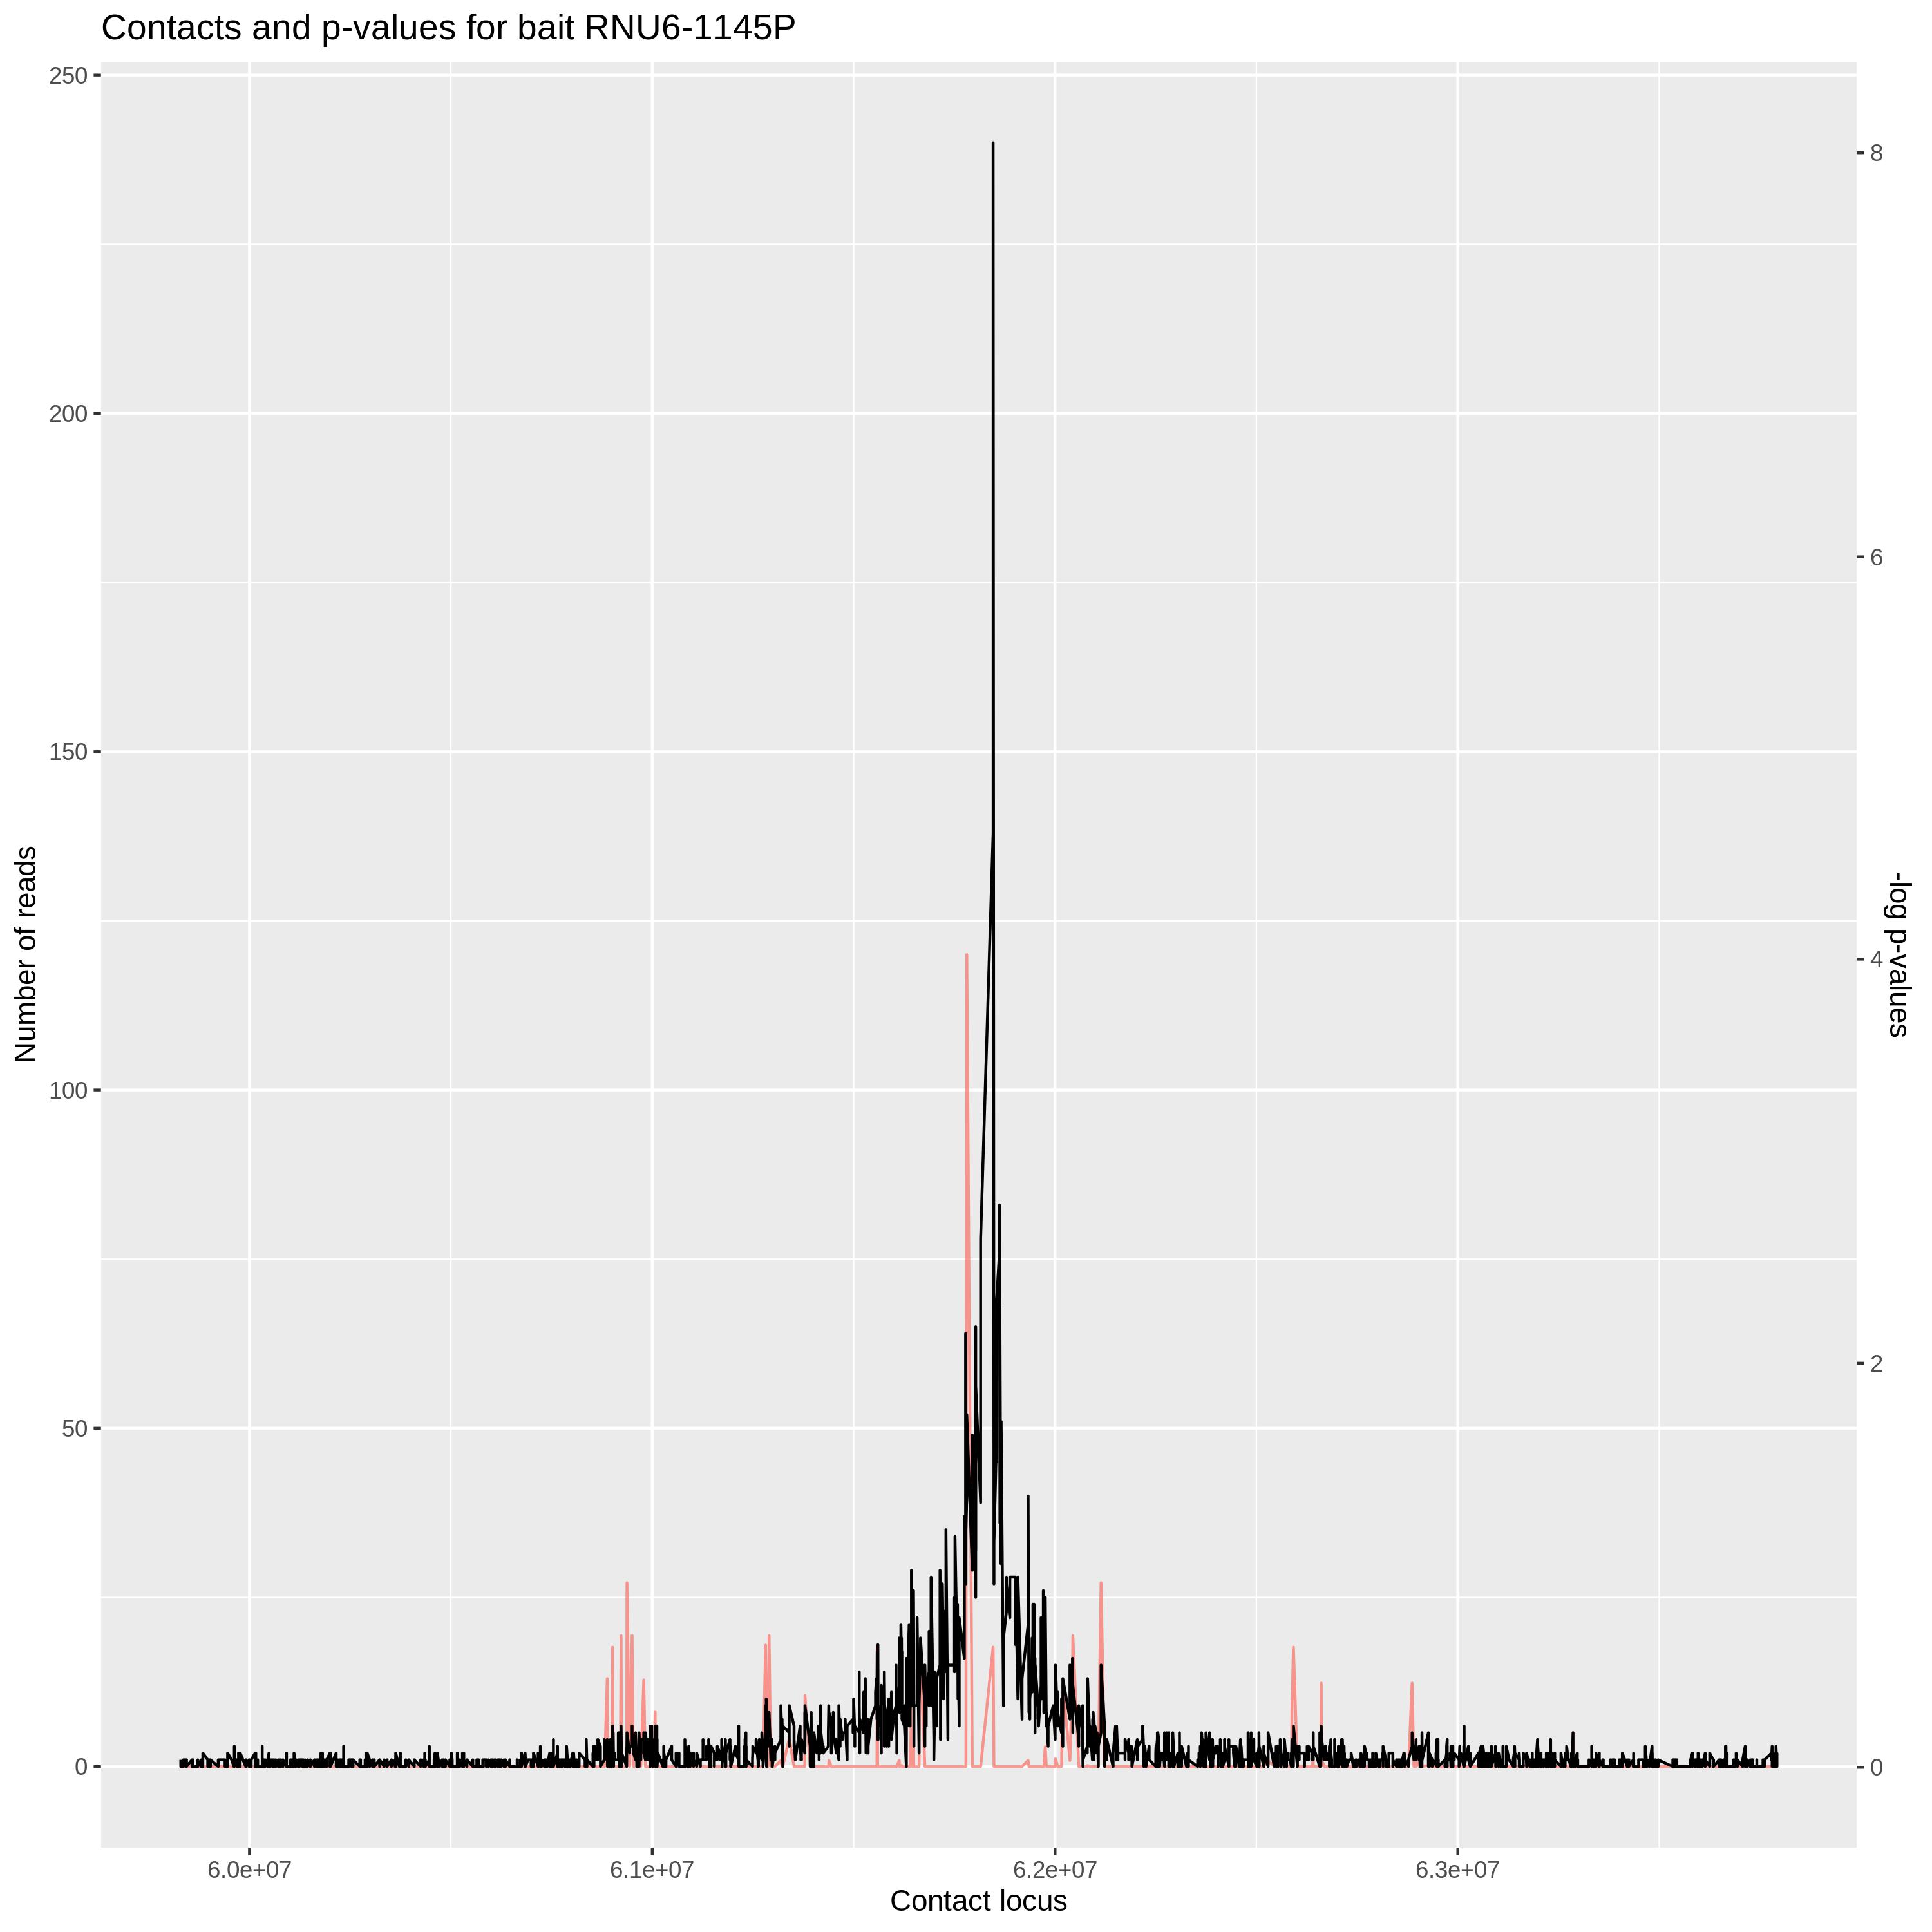 Contacts and p-values for bait RNU6-1145P
250
200
150
100
50
0
Number of reads
8
6
4
2
0
-log p-values
6.0e+07
6.1e+07
6.2e+07
6.3e+07
Contact locus